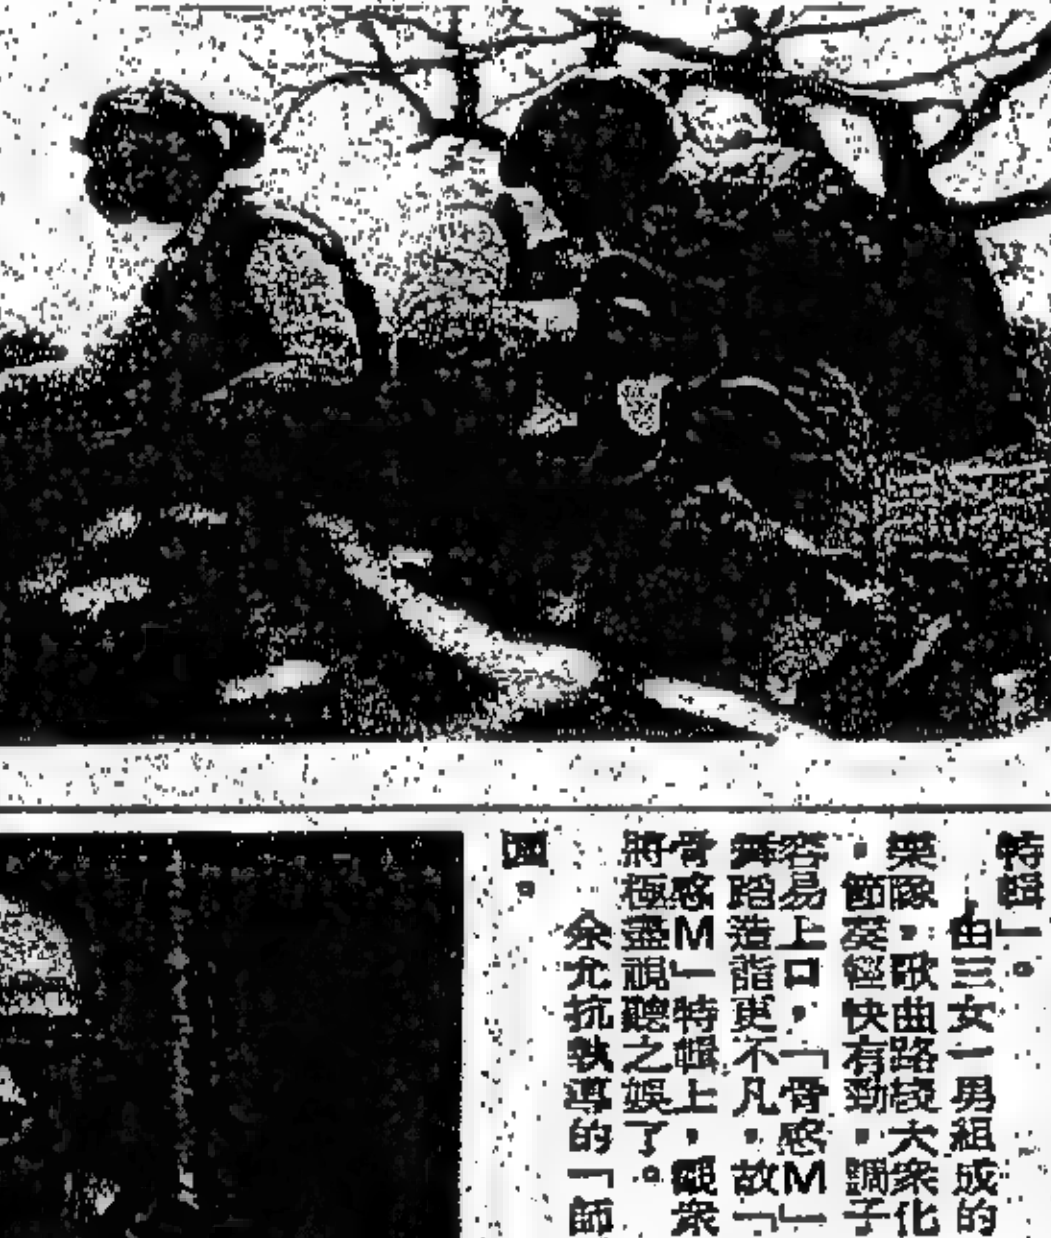 特輯」。
由三女一男組成的
樂隊，歌曲路線大衆化
，節奏輕快有勁，調子
容易上口，「骨感M」
舞蹈造詣更不凡，故「
骨感M」特輯上，觀衆
將極盡視聽之娛了。
余允抗執導的「師
。